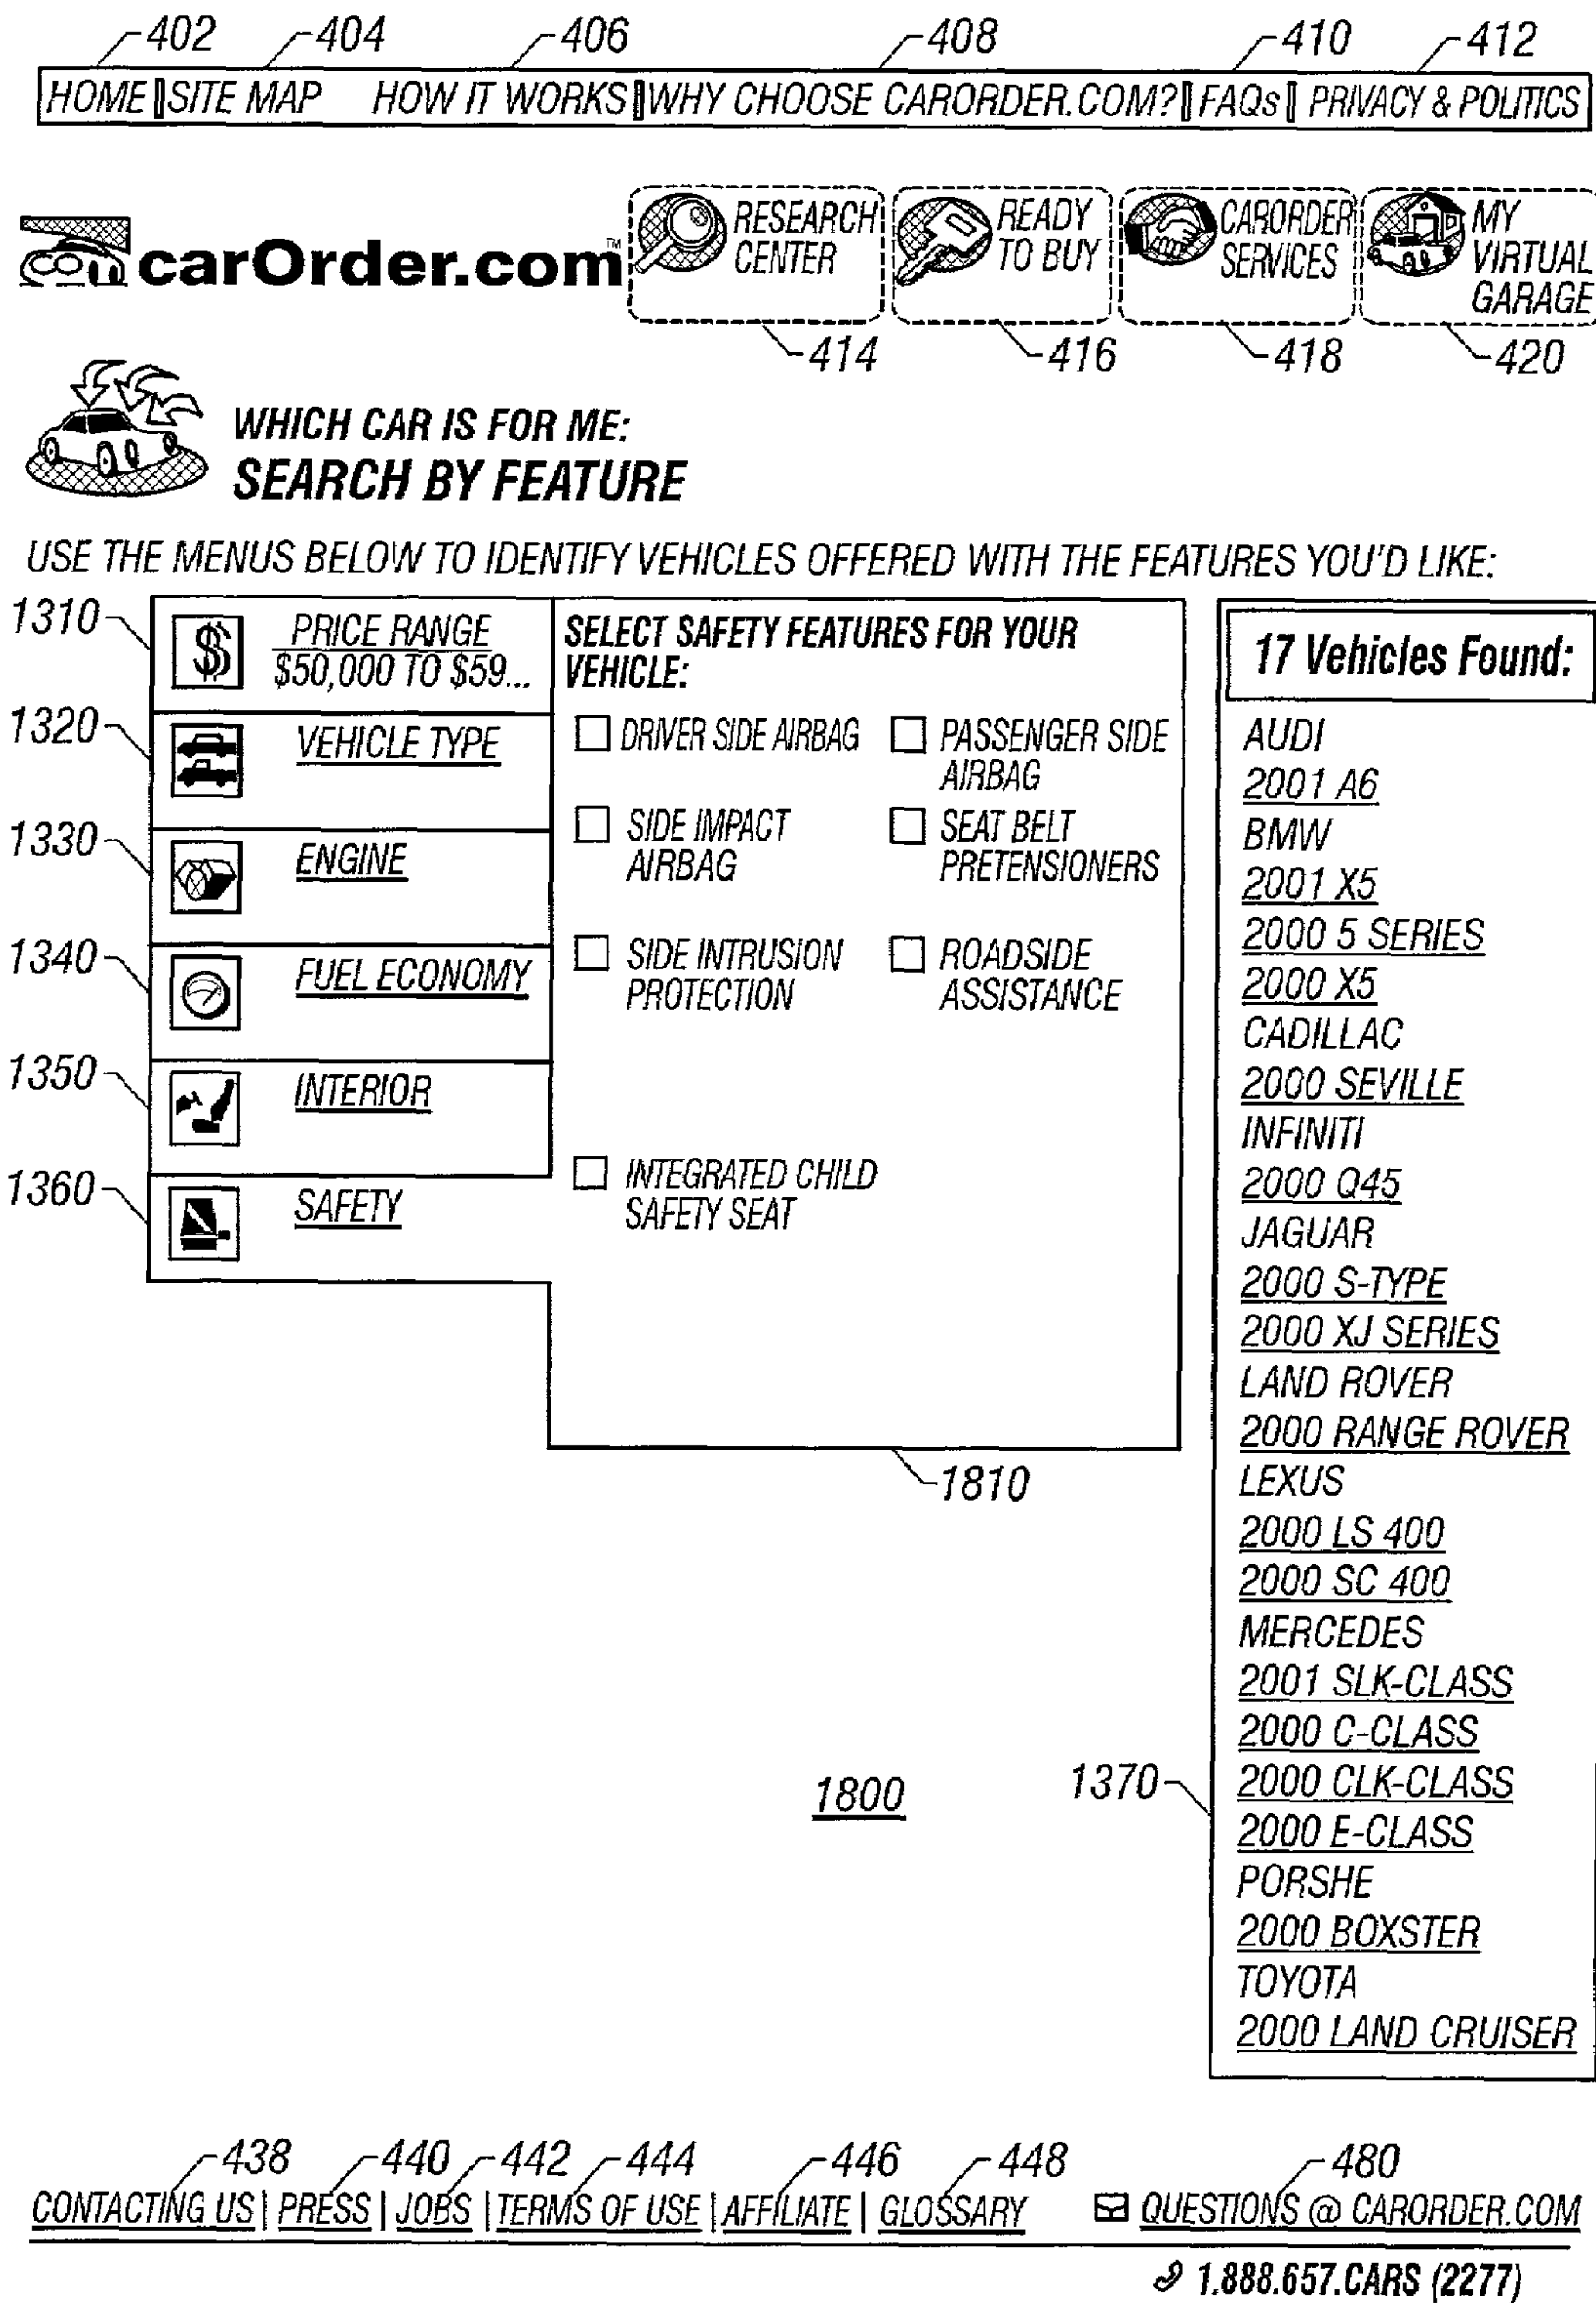 402 404 406 408 410 412
HOME SITE MAP HOW IT WORKS WHY CHOOSE CARORDER.COM? FAQs PRIVACY & POLITICS
carOrder.com™
RESEARCH
CENTER
READY
TO BUY
CARORDER
SERVICES
MY
VIRTUAL
GARAGE
414 416 418 420
WHICH CAR IS FOR ME:
SEARCH BY FEATURE
USE THE MENUS BELOW TO IDENTIFY VEHICLES OFFERED WITH THE FEATURES YOU'D LIKE:
1310
$
PRICE RANGE
$50,000 TO $59...
1320
VEHICLE TYPE
1330
ENGINE
1340
FUEL ECONOMY
1350
INTERIOR
1360
SAFETY
SELECT SAFETY FEATURES FOR YOUR
VEHICLE:
DRIVER SIDE AIRBAG
PASSENGER SIDE
AIRBAG
SIDE IMPACT
AIRBAG
SEAT BELT
PRETENSIONERS
SIDE INTRUSION
PROTECTION
ROADSIDE
ASSISTANCE
INTEGRATED CHILD
SAFETY SEAT
1810
17 Vehicles Found:
AUDI
2001 A6
BMW
2001 X5
2000 5 SERIES
2000 X5
CADILLAC
2000 SEVILLE
INFINITI
2000 Q45
JAGUAR
2000 S-TYPE
2000 XJ SERIES
LAND ROVER
2000 RANGE ROVER
LEXUS
2000 LS 400
2000 SC 400
MERCEDES
2001 SLK-CLASS
2000 C-CLASS
2000 CLK-CLASS
2000 E-CLASS
PORSHE
2000 BOXSTER
TOYOTA
2000 LAND CRUISER
1370
1800
438 440 442 444 446 448 480
CONTACTING US | PRESS | JOBS | TERMS OF USE | AFFILIATE | GLOSSARY QUESTIONS @ CARORDER.COM
1.888.657.CARS (2277)